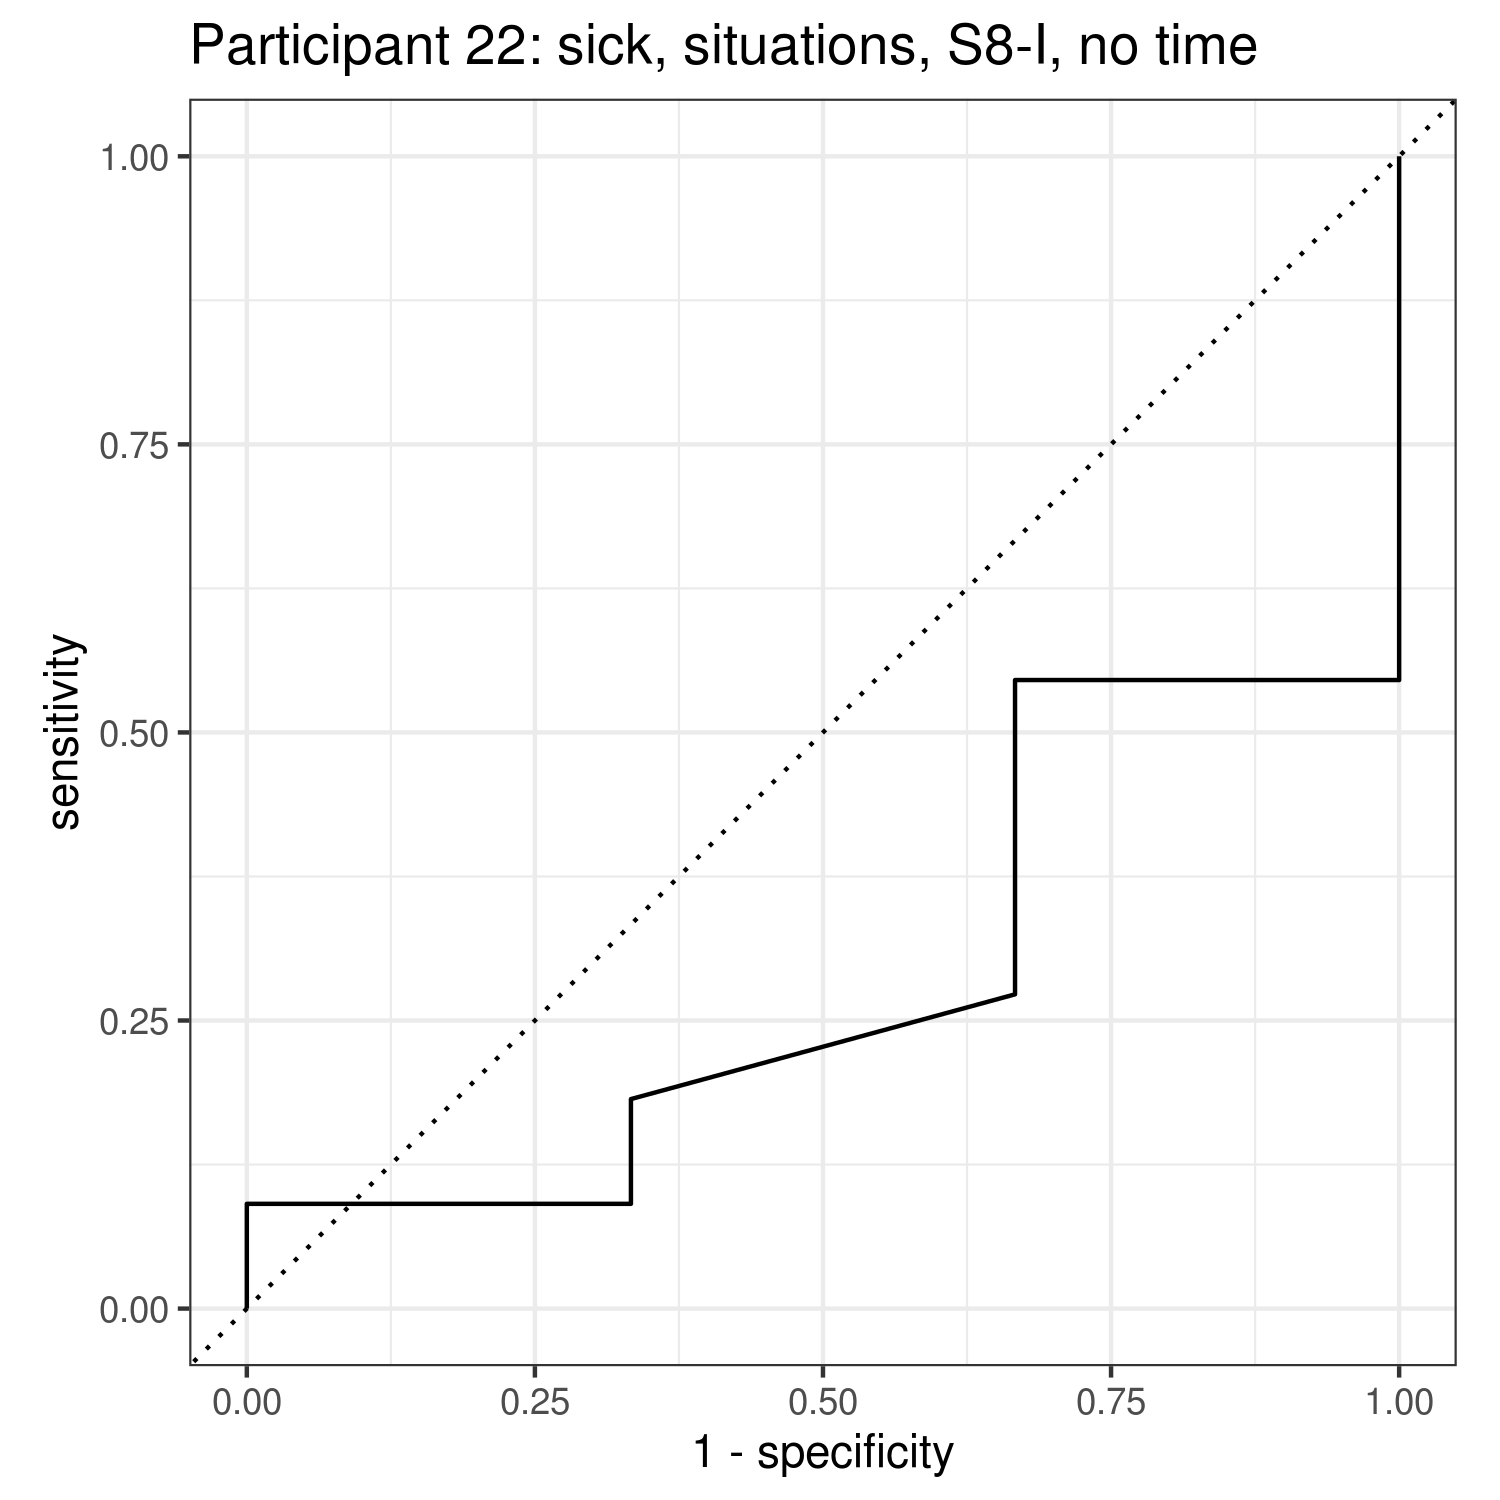 Participant 22: sick, situations, S8-I, no time
1.00
0.75
0.50
0.25
0.00
sensitivity
0.00 0.25 0.50 0.75 1.00
1 - specificity